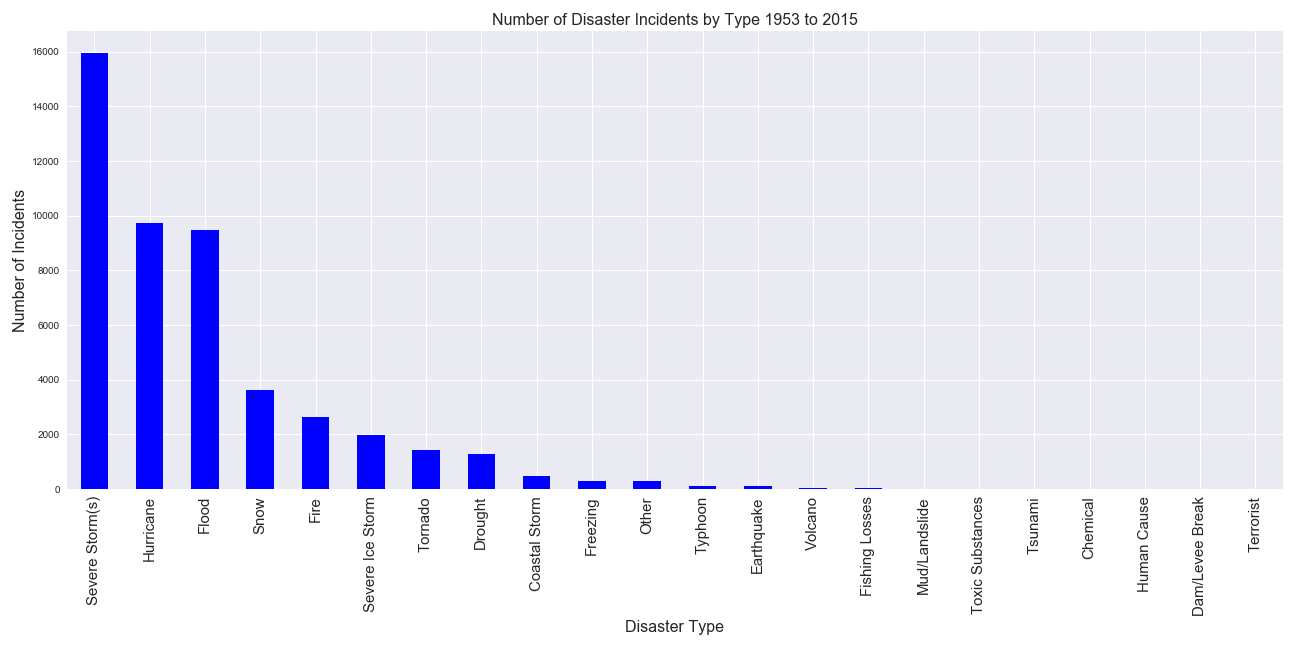 Number of Disaster Incidents by Type 1953 to 2015
Number of Incidents
16000
14000
12000
10000
8000
6000
4000
2000
0
Severe Storm(s)
Hurricane
Flood
Snow
Fire
Severe Ice Storm
Tornado
Drought
Coastal Storm
Freezing
Other
Typhoon
Earthquake
Volcano
Fishing Losses
Mud/Landslide
Toxic Substances
Tsunami
Chemical
Human Cause
Dam/Levee Break
Terrorist
Disaster Type